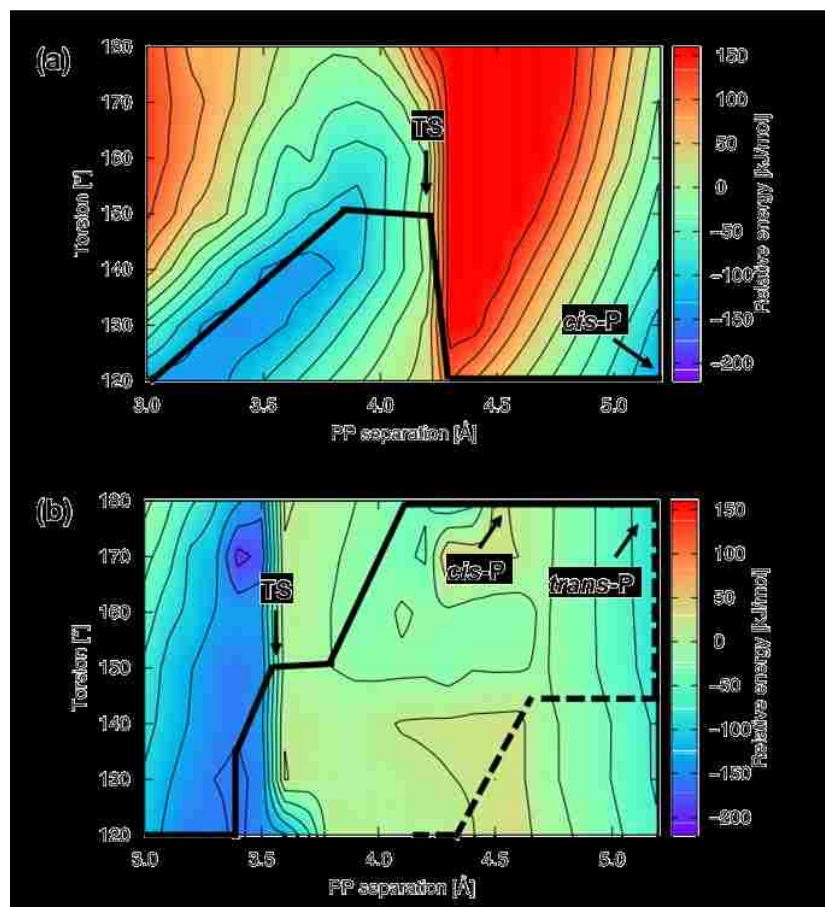 (a)
180
170
160
150
140
130
120
Torsion [°]
TS
cis-P
3.0 3.5 4.0 4.5 5.0
PP separation [Å]
150
100
50
0
−50
−100
−150
−200
Relative energy [kJ/mol]
(b)
180
170
160
150
140
130
120
Torsion [°]
TS
cis-P
trans-P
3.0 3.5 4.0 4.5 5.0
PP separation [Å]
150
100
50
0
−50
−100
−150
−200
Relative energy [kJ/mol]